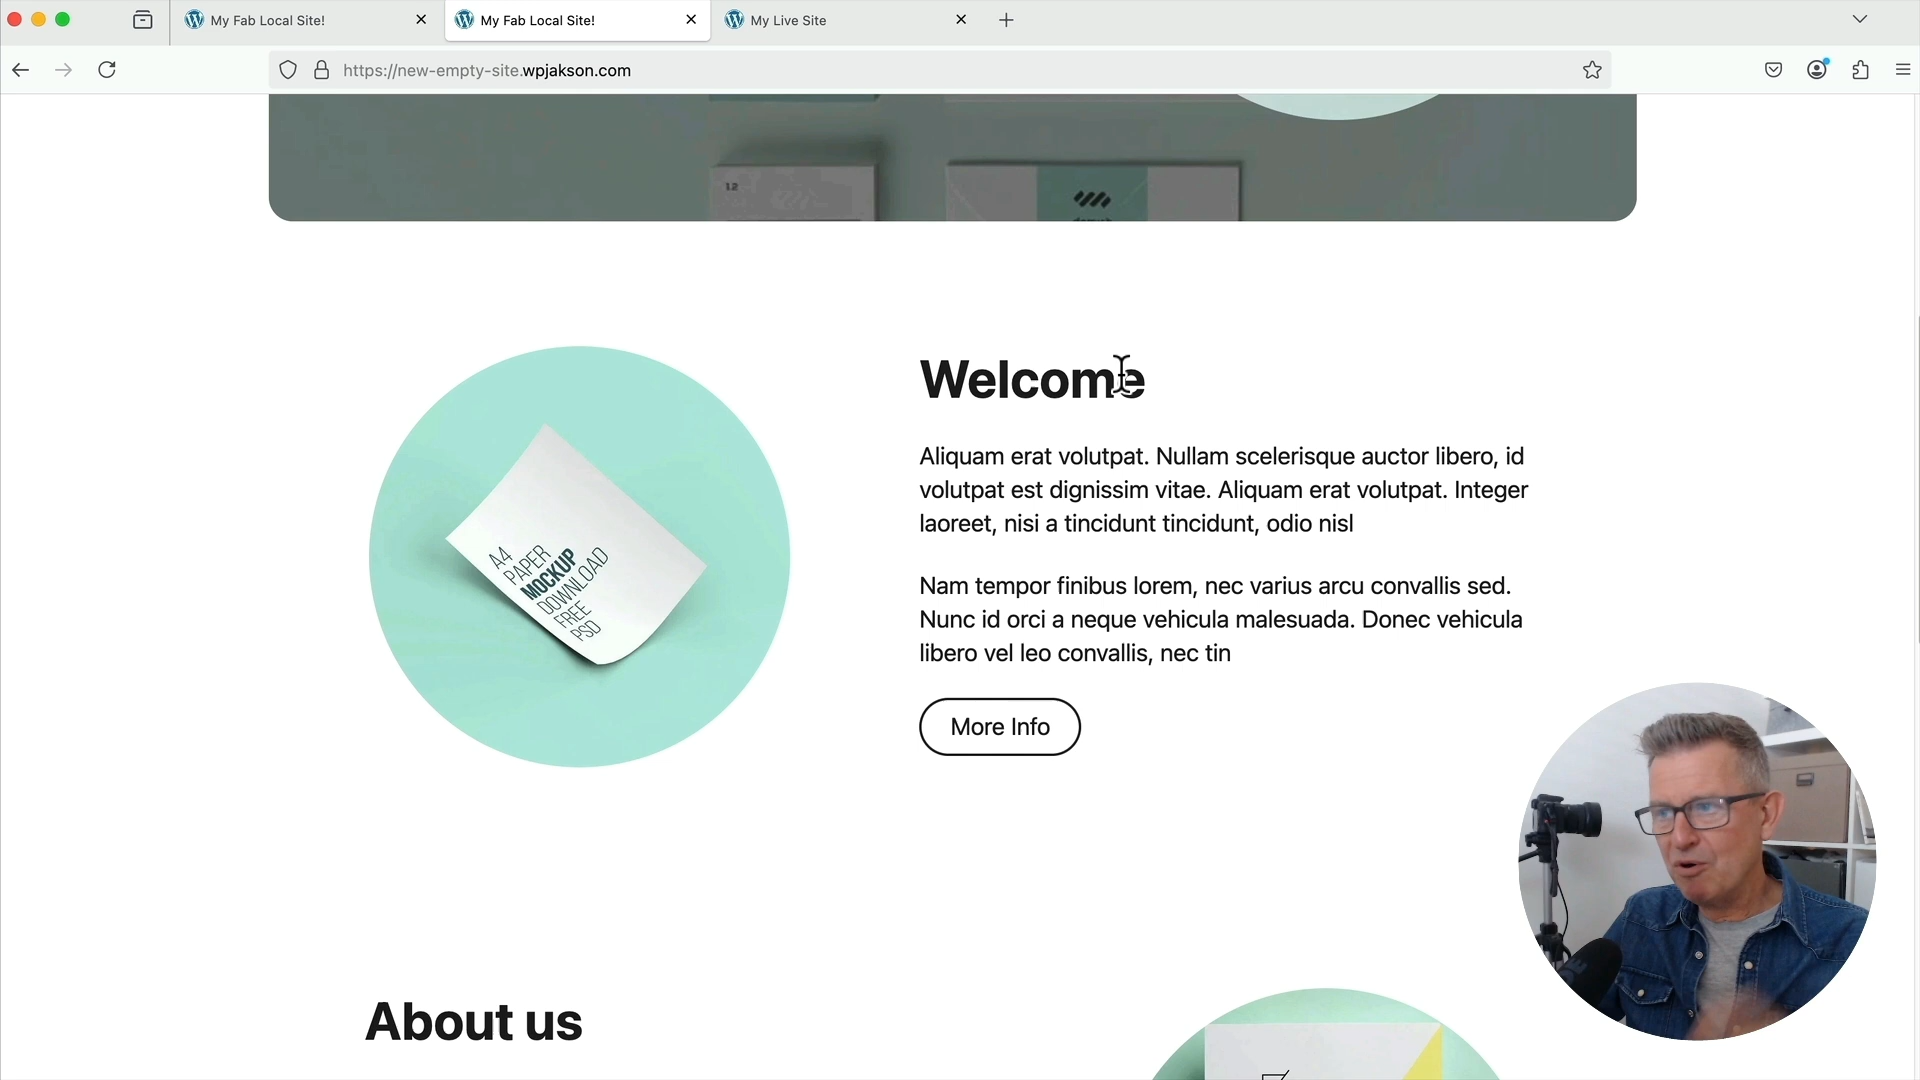 My Fab Local Site!
My Fab Local Site!
My Live Site
https://new-empty-site.wpjakson.com
12
Welcome
Aliquam erat volutpat. Nullam scelerisque auctor libero, id
volutpat est dignissim vitae. Aliquam erat volutpat. Integer
laoreet, nisi a tincidunt tincidunt, odio nisl
Nam tempor finibus lorem, nec varius arcu convallis sed.
Nunc id orci a neque vehicula malesuada. Donec vehicula
libero vel leo convallis, nec tin
More Info
A4
PAPER
MOCKUP
DOWNLOAD
FREE
PSD
About us